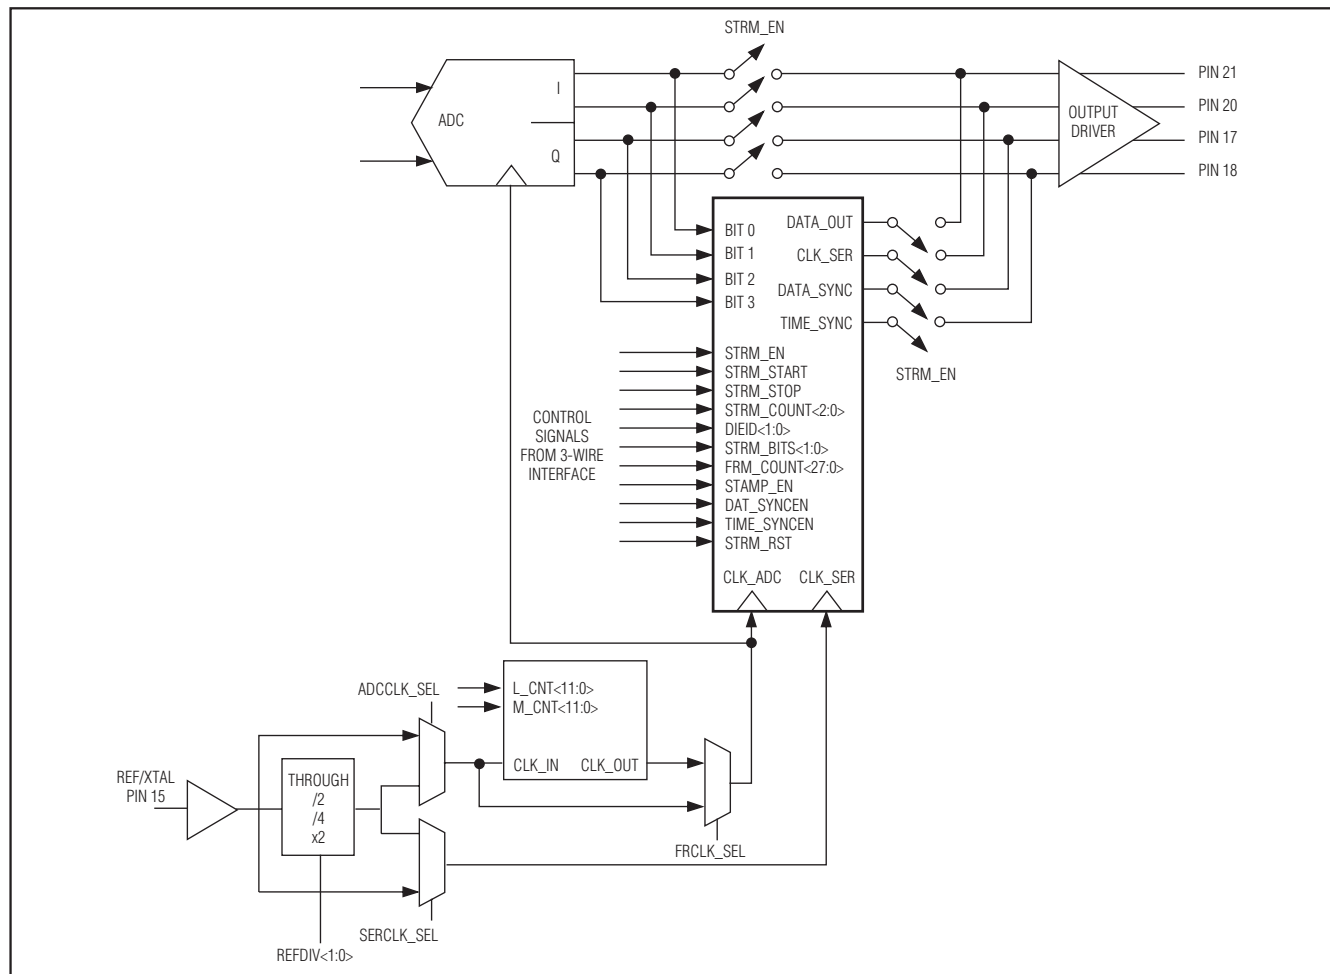 STRM_EN
I
ADC
Q
OUTPUT
DRIVER
PIN 21
PIN 20
PIN 17
PIN 18
BIT 0
BIT 1
BIT 2
BIT 3
DATA_OUT
CLK_SER
DATA_SYNC
TIME_SYNC
STRM_EN
CONTROL
SIGNALS
FROM 3-WIRE
INTERFACE
STRM_EN
STRM_START
STRM_STOP
STRM_COUNT<2:0>
DIEID<1:0>
STRM_BITS<1:0>
FRM_COUNT<27:0>
STAMP_EN
DAT_SYNCEN
TIME_SYNCEN
STRM_RST
CLK_ADC
CLK_SER
ADCCLK_SEL
L_CNT<11:0>
M_CNT<11:0>
CLK_IN
CLK_OUT
REF/XTAL
PIN 15
THROUGH
/2
/4
x2
FRCLK_SEL
SERCLK_SEL
REFDIV<1:0>